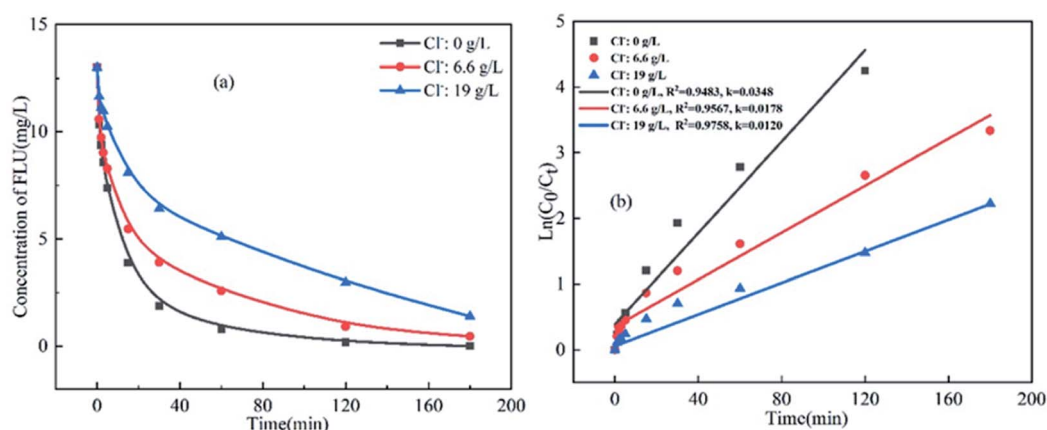 15
10
5
0
0
40
80
120
160
200
Concentration of FLU(mg/L)
Time(min)
(a)
Cl⁻: 0 g/L
Cl⁻: 6.6 g/L
Cl⁻: 19 g/L
5
4
3
2
1
0
0
40
80
120
160
200
Ln(C₀/Cₜ)
Time(min)
(b)
Cl⁻: 0 g/L
Cl⁻: 6.6 g/L
Cl⁻: 19 g/L
Cl⁻: 0 g/L, R²=0.9483, k=0.0348
Cl⁻: 6.6 g/L, R²=0.9567, k=0.0178
Cl⁻: 19 g/L, R²=0.9758, k=0.0120